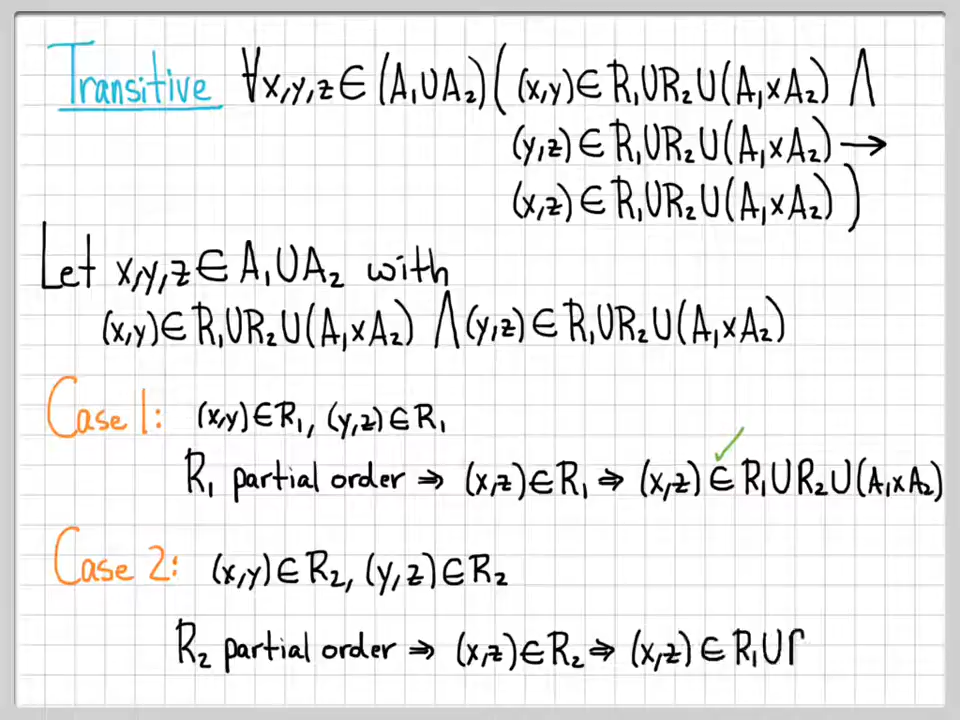 Transitive ∀x,y,z ∈ (A₁∪A₂)( (x,y) ∈ R₁∪R₂∪(A₁×A₂) ∧
(y,z) ∈ R₁∪R₂∪(A₁×A₂) →
(x,z) ∈ R₁∪R₂∪(A₁×A₂) )
Let x,y,z ∈ A₁∪A₂ with
(x,y) ∈ R₁∪R₂∪(A₁×A₂) ∧ (y,z) ∈ R₁∪R₂∪(A₁×A₂)
Case 1: (x,y) ∈ R₁, (y,z) ∈ R₁
R₁ partial order ⇒ (x,z) ∈ R₁ ⇒ (x,z) ∈ R₁∪R₂∪(A₁×A₂) ✓
Case 2: (x,y) ∈ R₂, (y,z) ∈ R₂
R₂ partial order ⇒ (x,z) ∈ R₂ ⇒ (x,z) ∈ R₁∪